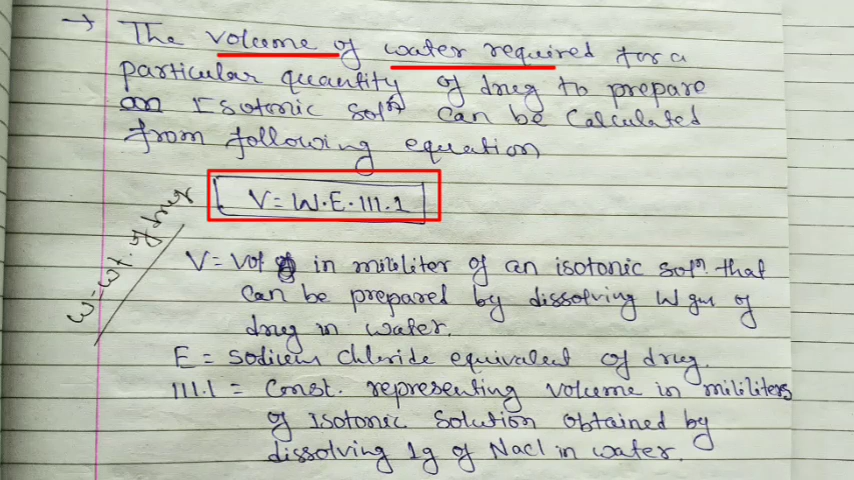 → The volume of water required for a
particular quantity of drug to prepare
an Isotonic solⁿ can be Calculated
from following equation
V = W.E.111.1
W-wt. of drug
V = Vol in mililiter of an isotonic solⁿ that
can be prepared by dissolving W gm of
drug in water.
E = sodium chloride equivalent of drug.
111.1 = Const. representing volume in mililiters
of Isotonic Solution obtained by
dissolving 1g of Nacl in water.